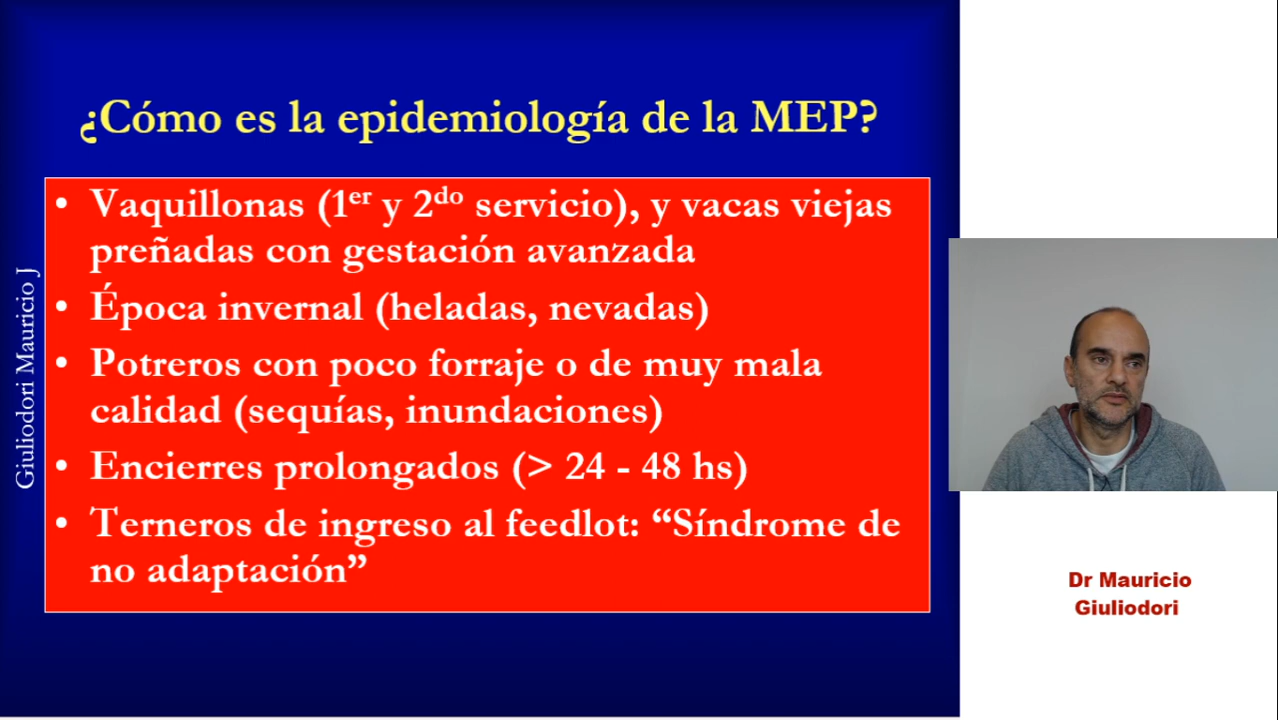 ¿Cómo es la epidemiología de la MEP?
• Vaquillonas (1er y 2do servicio), y vacas viejas
preñadas con gestación avanzada
• Época invernal (heladas, nevadas)
• Potreros con poco forraje o de muy mala
calidad (sequías, inundaciones)
• Encierres prolongados (> 24 - 48 hs)
• Terneros de ingreso al feedlot: “Síndrome de
no adaptación”
Giuliodori Mauricio J
Dr Mauricio
Giuliodori